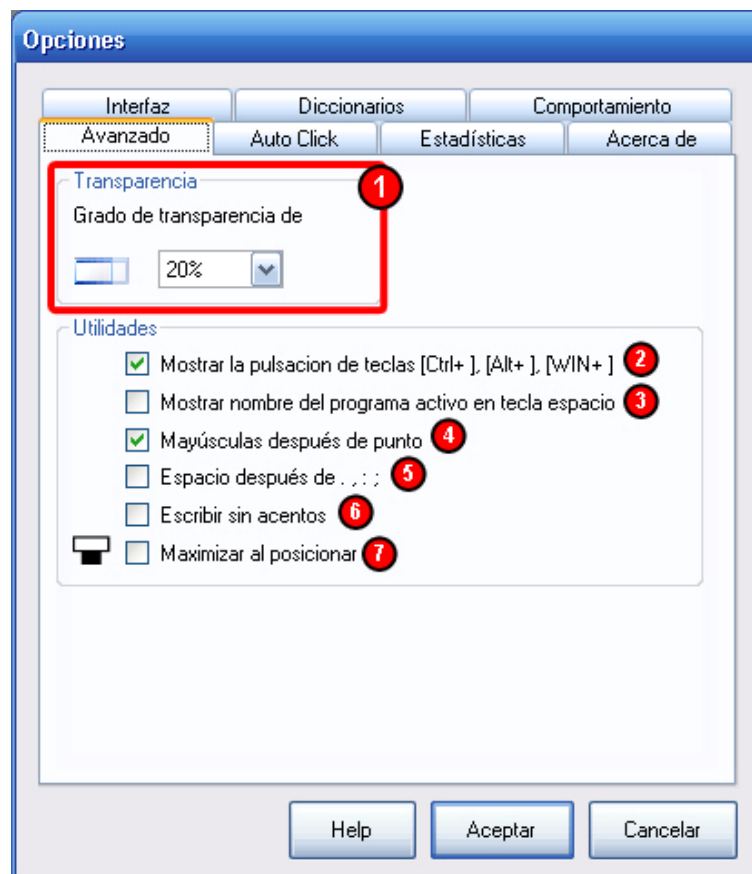 Opciones
Interfaz Diccionarios Comportamiento
Avanzado Auto Click Estadísticas Acerca de
Transparencia 1
Grado de transparencia de
20%
Utilidades
Mostrar la pulsacion de teclas [Ctrl+ ], [Alt+ ], [WIN+ ] 2
Mostrar nombre del programa activo en tecla espacio 3
Mayúsculas después de punto 4
Espacio después de . , : ; 5
Escribir sin acentos 6
Maximizar al posicionar 7
Help Aceptar Cancelar